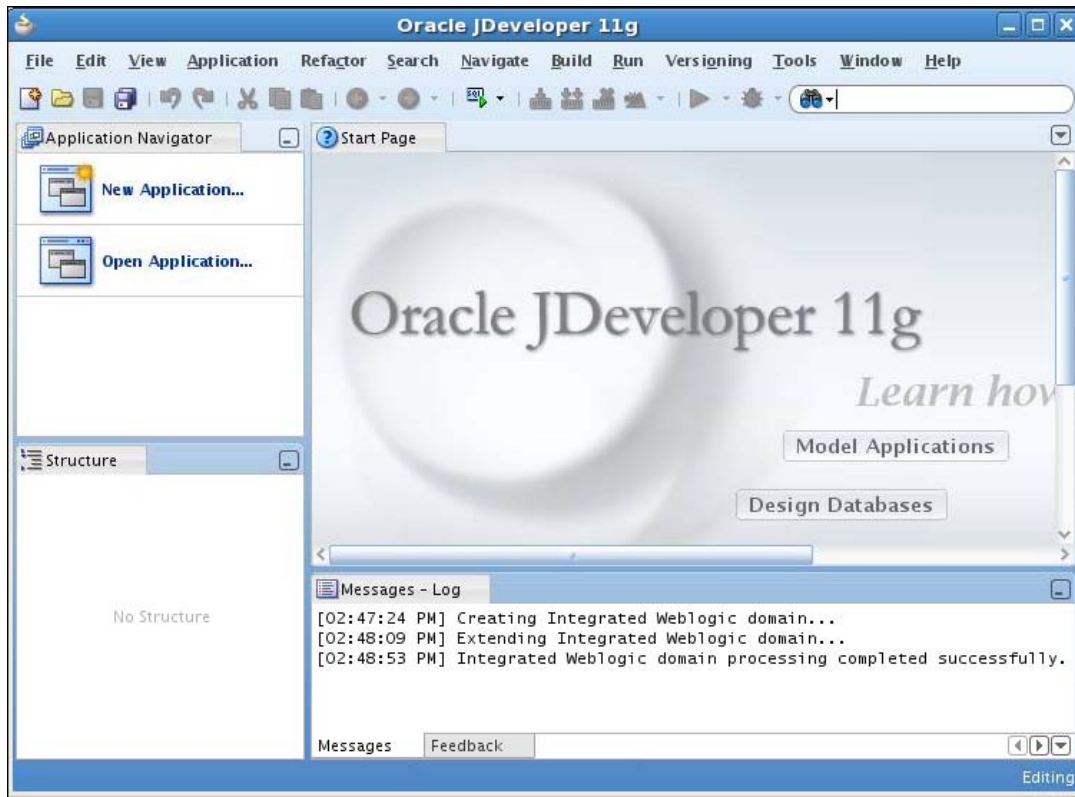 Oracle JDeveloper 11g
File Edit View Application Refactor Search Navigate Build Run Versioning Tools Window Help
SQL
Application Navigator
Start Page
New Application...
Open Application...
Oracle JDeveloper 11g
Learn how
Model Applications
Design Databases
Structure
No Structure
Messages - Log
[02:47:24 PM] Creating Integrated Weblogic domain...
[02:48:09 PM] Extending Integrated Weblogic domain...
[02:48:53 PM] Integrated Weblogic domain processing completed successfully.
Messages Feedback
Editing